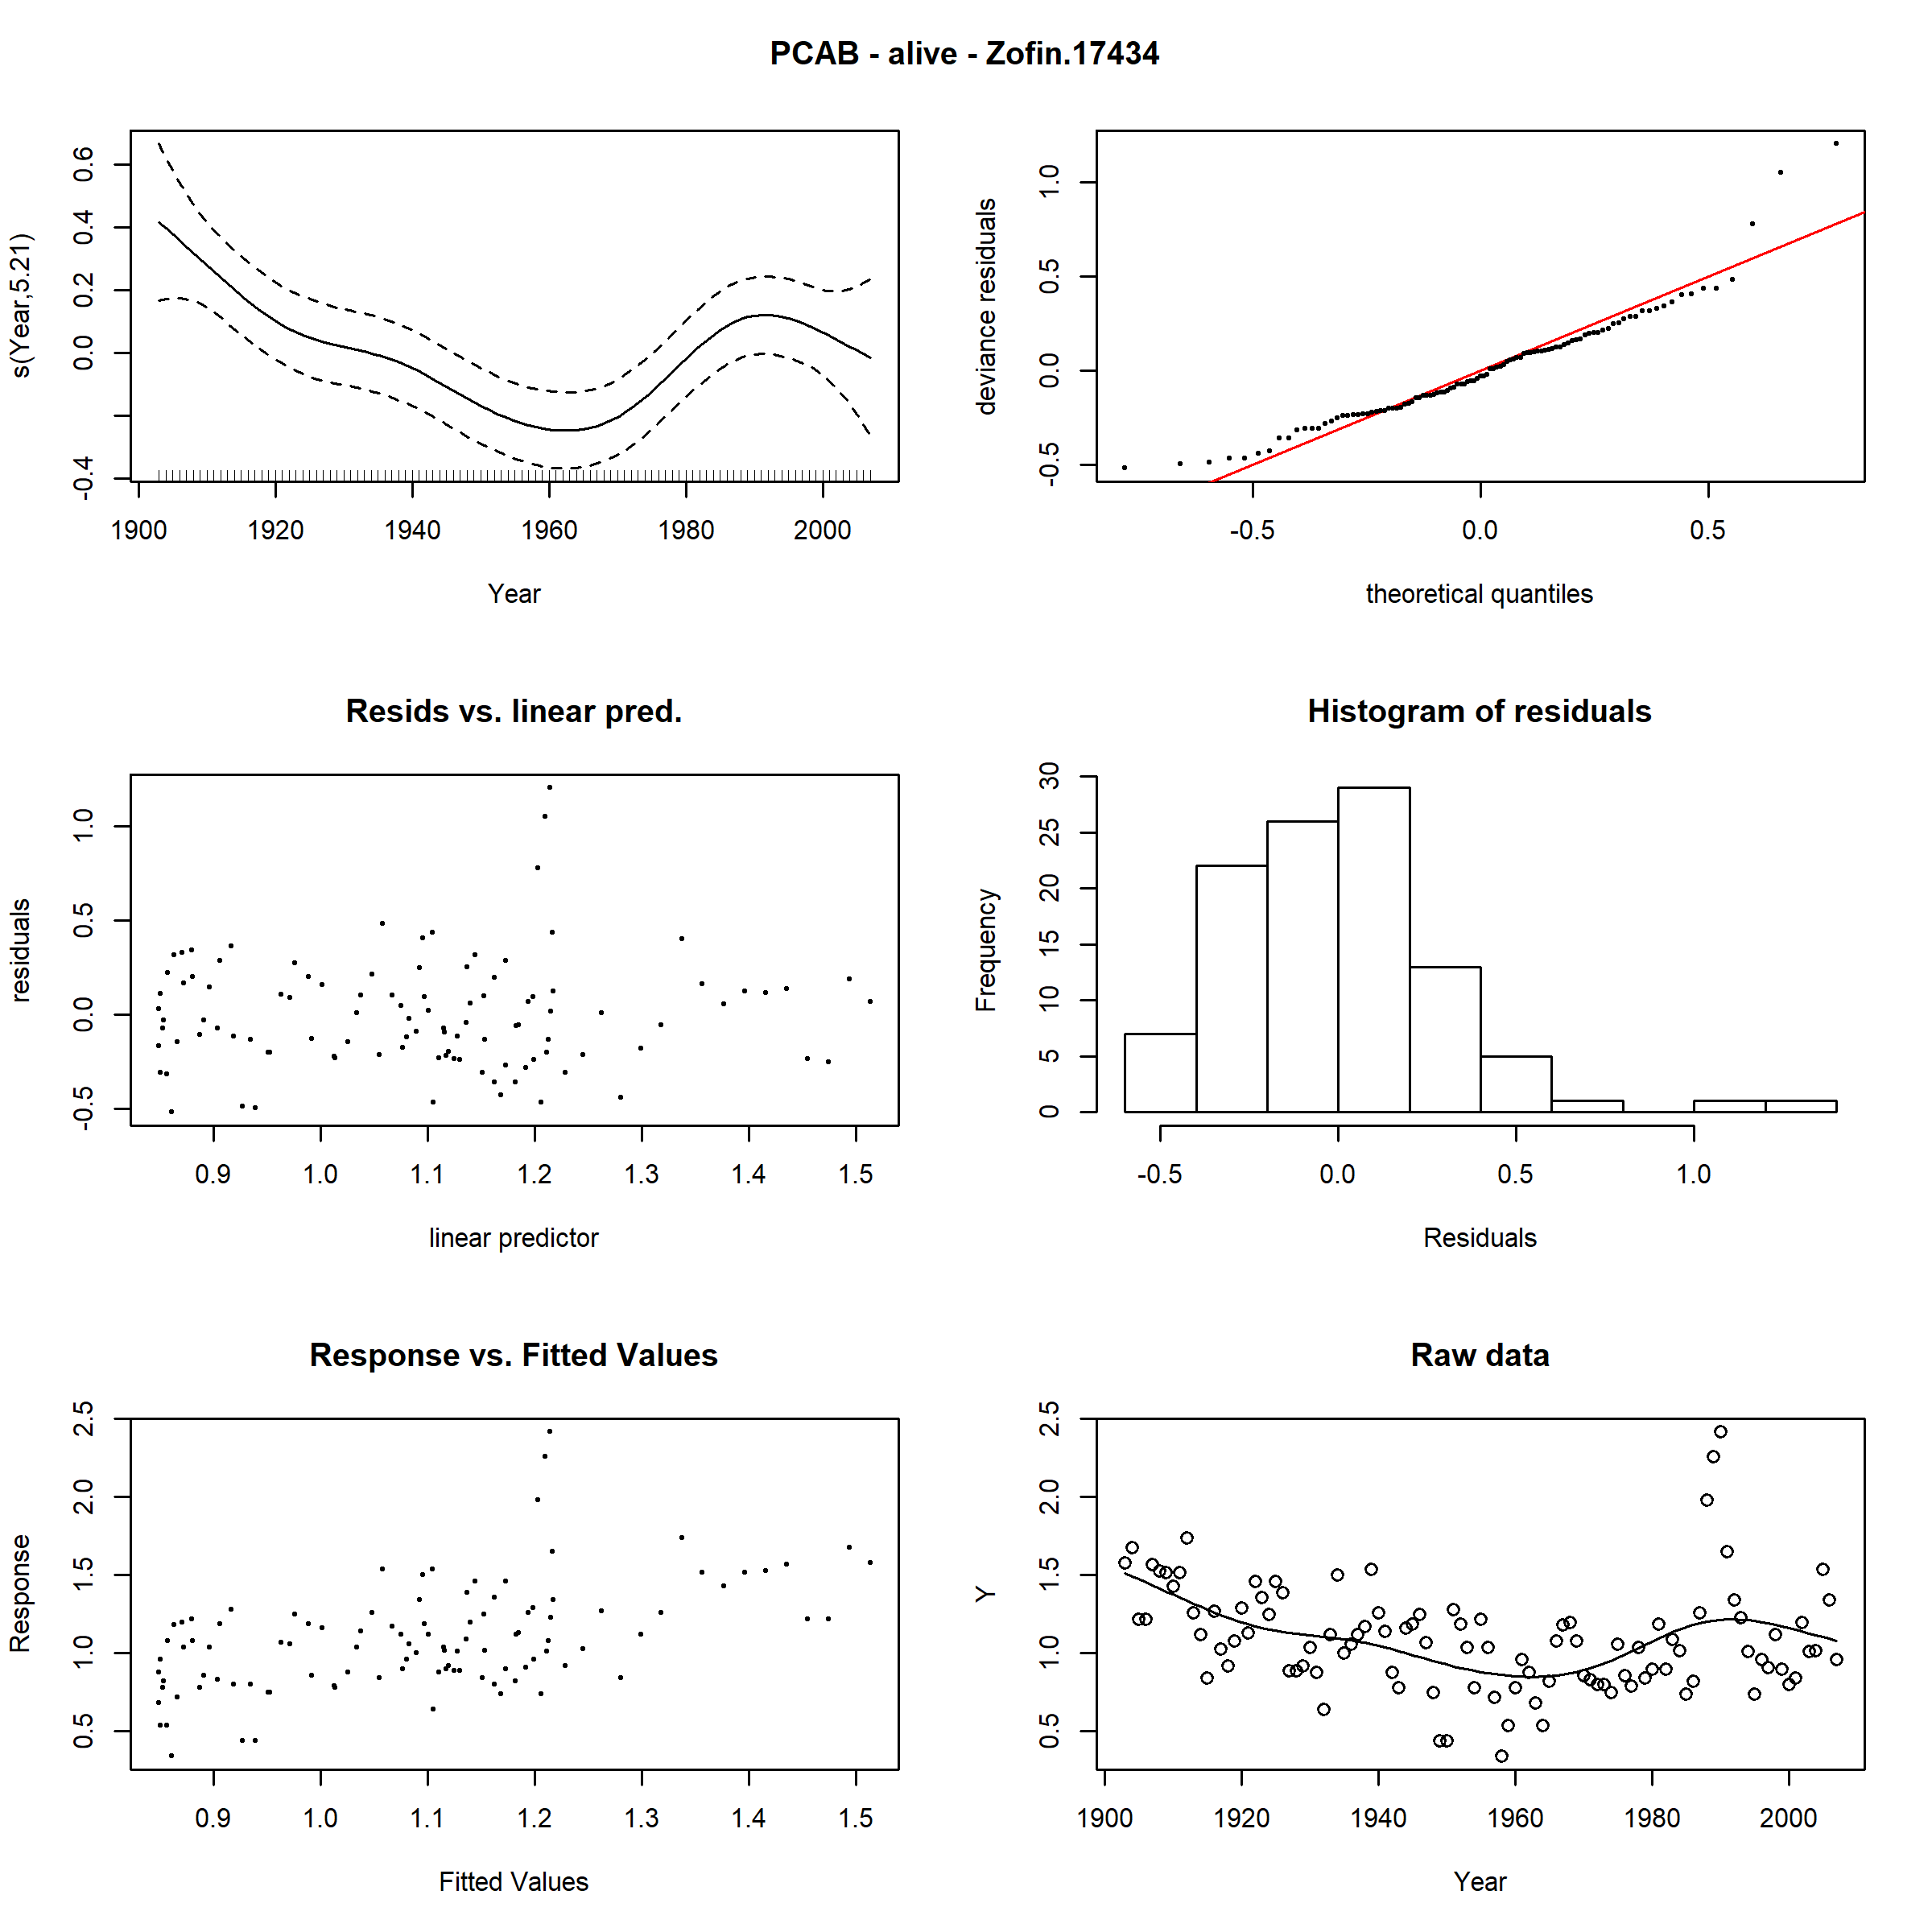 PCAB - alive - Zofin.17434
s(Year,5.21)
0.6
0.4
0.2
0.0
-0.4
1900 1920 1940 1960 1980 2000
Year
deviance residuals
1.0
0.5
0.0
-0.5
-0.5 0.0 0.5
theoretical quantiles
Resids vs. linear pred.
residuals
1.0
0.5
0.0
-0.5
0.9 1.0 1.1 1.2 1.3 1.4 1.5
linear predictor
Histogram of residuals
Frequency
30
25
20
15
10
5
0
-0.5 0.0 0.5 1.0
Residuals
Response vs. Fitted Values
Response
2.5
2.0
1.5
1.0
0.5
0.9 1.0 1.1 1.2 1.3 1.4 1.5
Fitted Values
Raw data
Y
2.5
2.0
1.5
1.0
0.5
1900 1920 1940 1960 1980 2000
Year